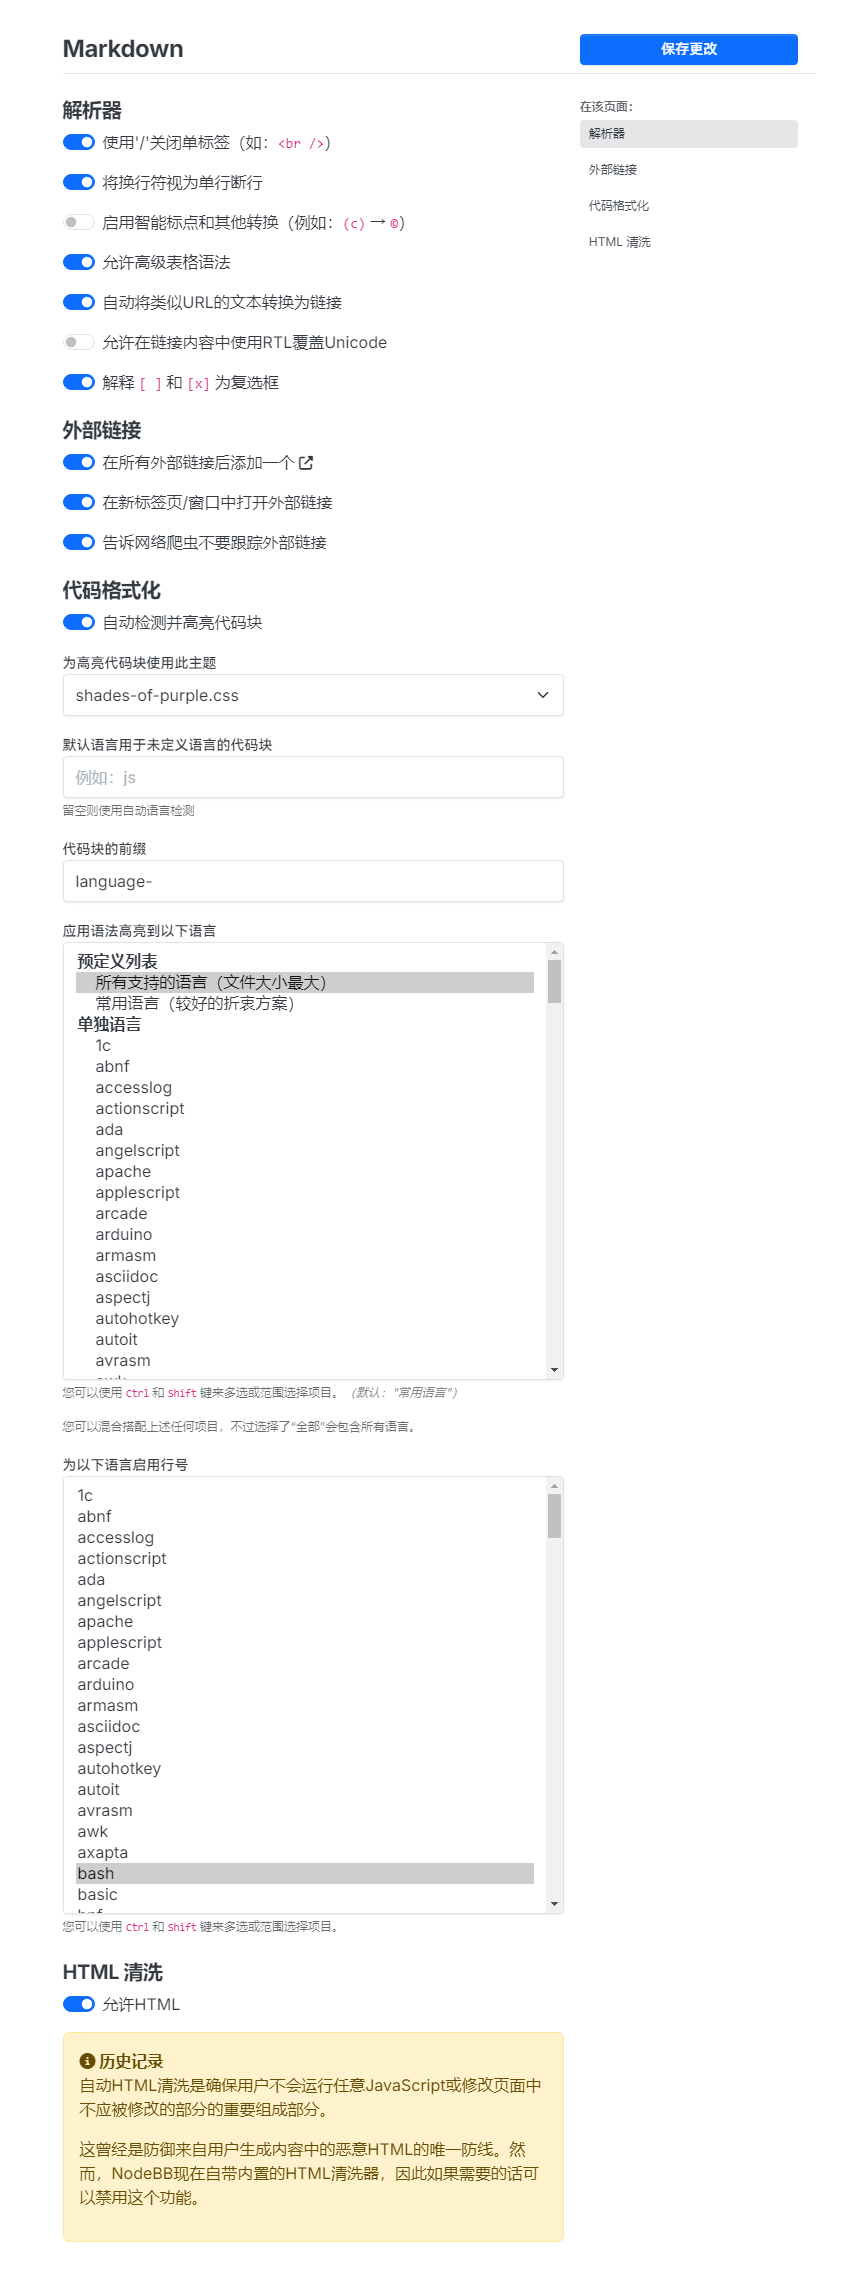 Markdown
保存更改
解析器
使用'/'关闭单标签（如：<br />）
将换行符视为单行断行
启用智能标点和其他转换（例如：(c) → ©）
允许高级表格语法
自动将类似URL的文本转换为链接
允许在链接内容中使用RTL覆盖Unicode
解释 [ ] 和 [x] 为复选框
在该页面：
解析器
外部链接
代码格式化
HTML 清洗
外部链接
在所有外部链接后添加一个
在新标签页/窗口中打开外部链接
告诉网络爬虫不要跟踪外部链接
代码格式化
自动检测并高亮代码块
为高亮代码块使用此主题
shades-of-purple.css
默认语言用于未定义语言的代码块
例如：js
留空则使用自动语言检测
代码块的前缀
language-
应用语法高亮到以下语言
预定义列表
所有支持的语言（文件大小最大）
常用语言（较好的折衷方案）
单独语言
1c
abnf
accesslog
actionscript
ada
angelscript
apache
applescript
arcade
arduino
armasm
asciidoc
aspectj
autohotkey
autoit
avrasm
awk
您可以使用 Ctrl 和 Shift 键来多选或范围选择项目。（默认："常用语言"）
您可以混合搭配上述任何项目，不过选择了“全部”会包含所有语言。
为以下语言启用行号
1c
abnf
accesslog
actionscript
ada
angelscript
apache
applescript
arcade
arduino
armasm
asciidoc
aspectj
autohotkey
autoit
avrasm
awk
axapta
bash
basic
bnf
您可以使用 Ctrl 和 Shift 键来多选或范围选择项目。
HTML 清洗
允许HTML
历史记录
自动HTML清洗是确保用户不会运行任意JavaScript或修改页面中
不应被修改的部分的重要组成部分。
这曾经是防御来自用户生成内容中的恶意HTML的唯一防线。然
而，NodeBB现在自带内置的HTML清洗器，因此如果需要的话可
以禁用这个功能。